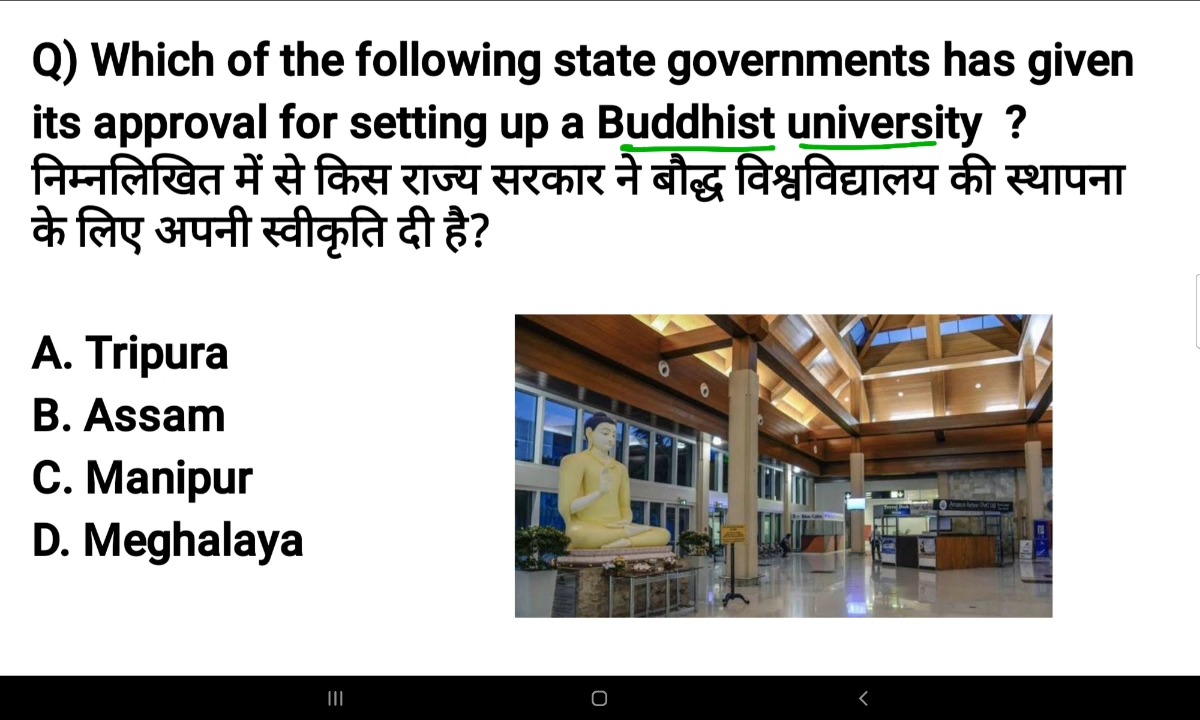 Q) Which of the following state governments has given
its approval for setting up a Buddhist university ?
निम्नलिखित में से किस राज्य सरकार ने बौद्ध विश्वविद्यालय की स्थापना
के लिए अपनी स्वीकृति दी है?
A. Tripura
B. Assam
C. Manipur
D. Meghalaya